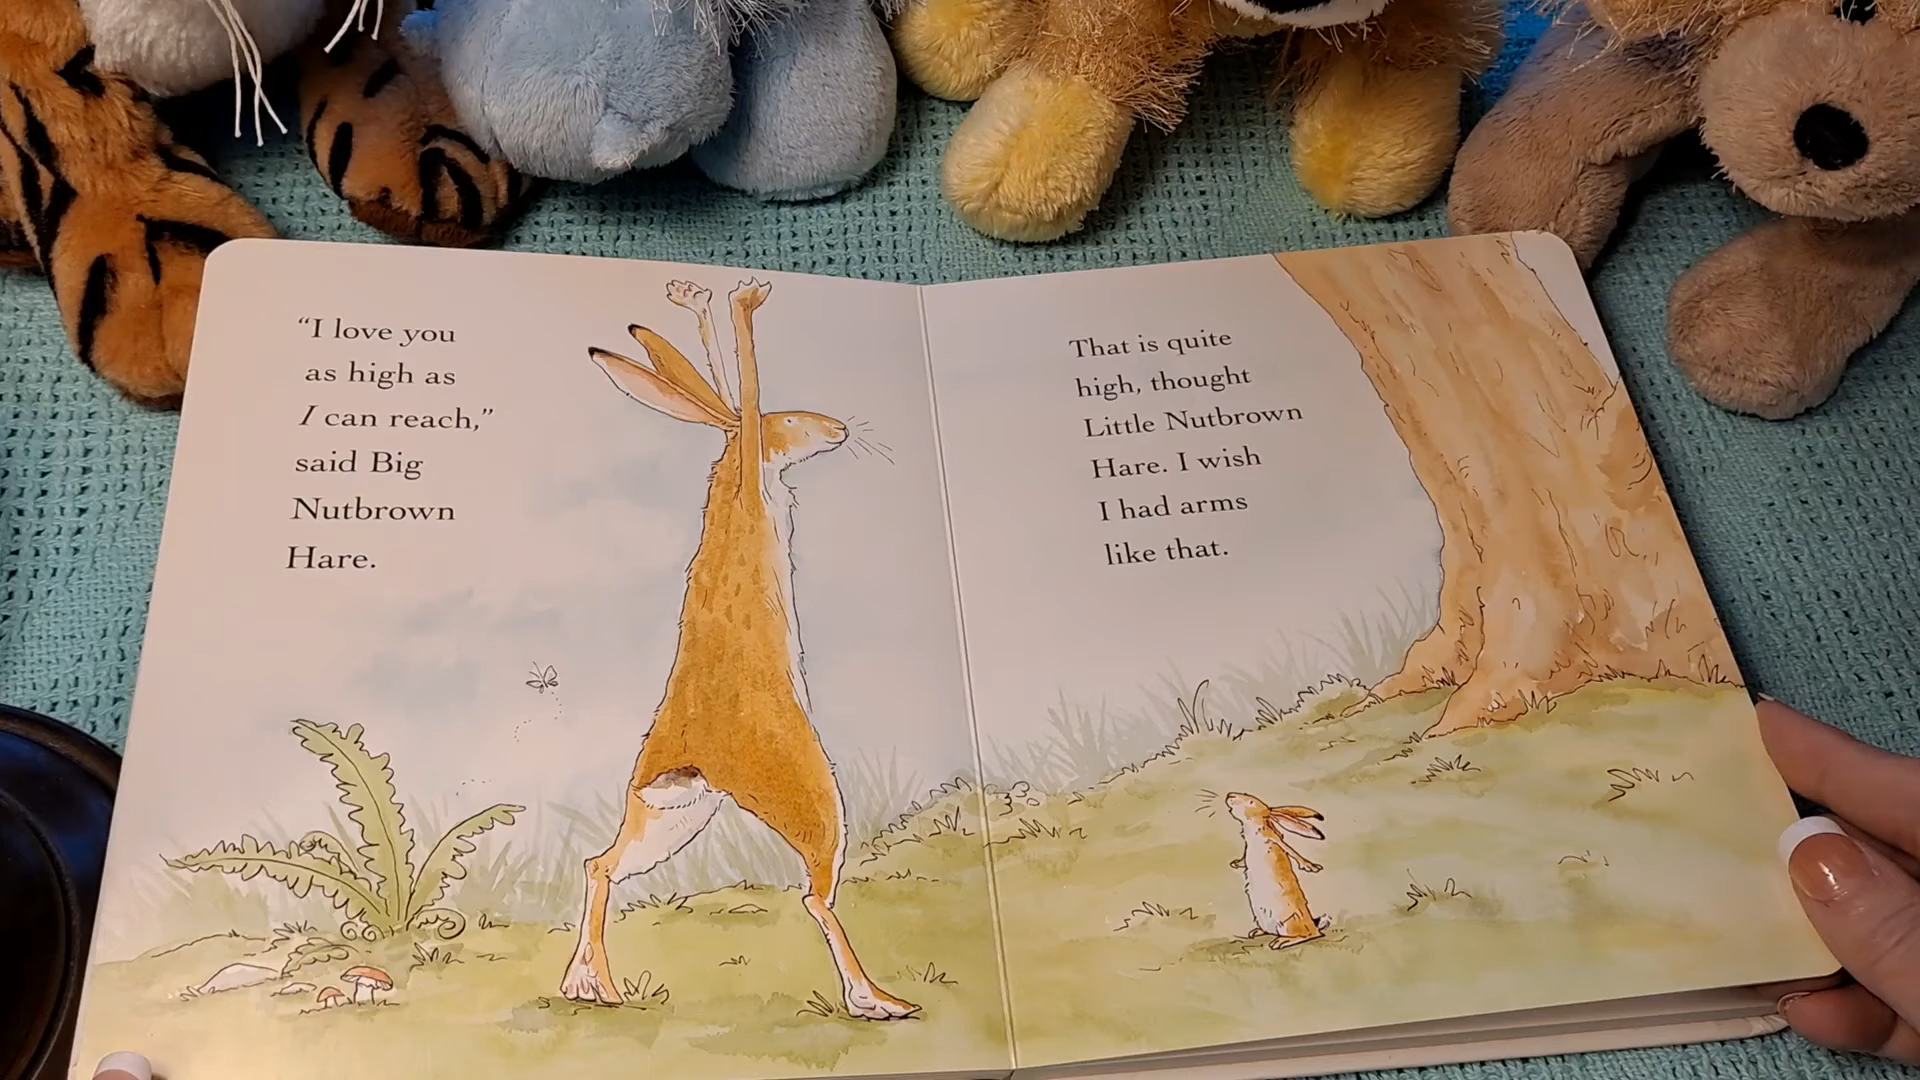 “I love you
as high as
I can reach,”
said Big
Nutbrown
Hare.
That is quite
high, thought
Little Nutbrown
Hare. I wish
I had arms
like that.